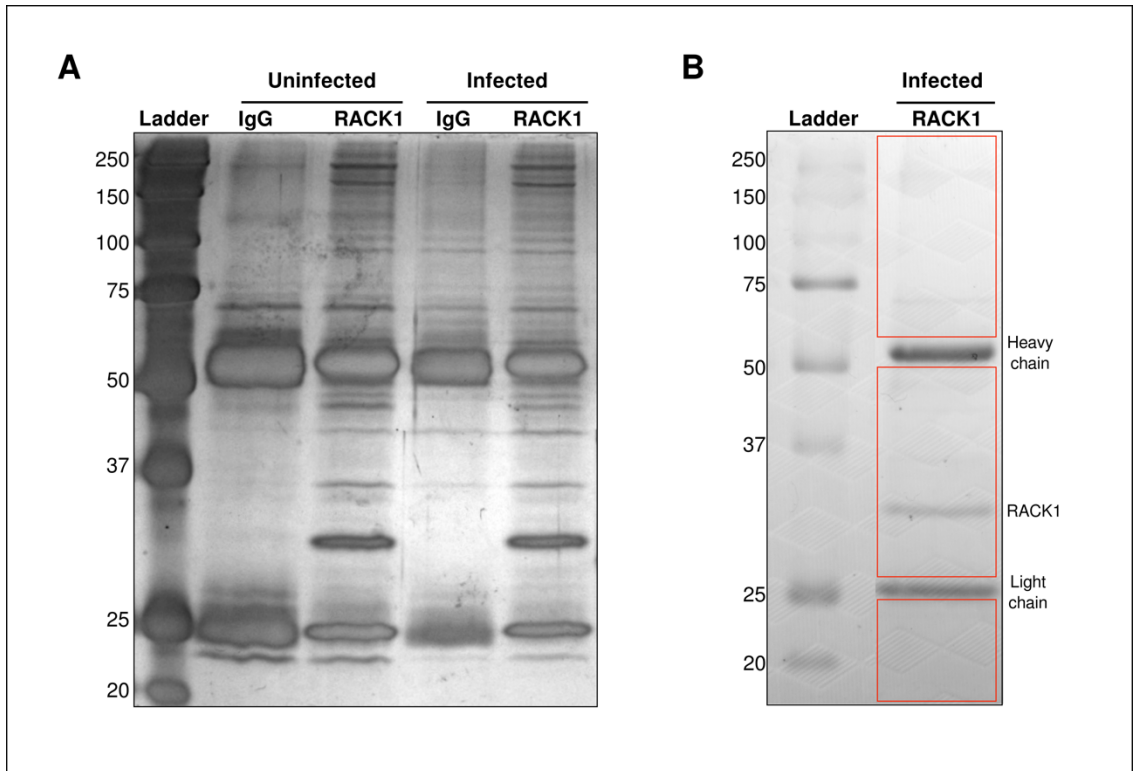 A
Uninfected
Infected
Ladder
IgG
RACK1
IgG
RACK1
250
150
100
75
50
37
25
20
B
Infected
Ladder
RACK1
250
150
100
75
50
37
25
20
Heavy
chain
RACK1
Light
chain